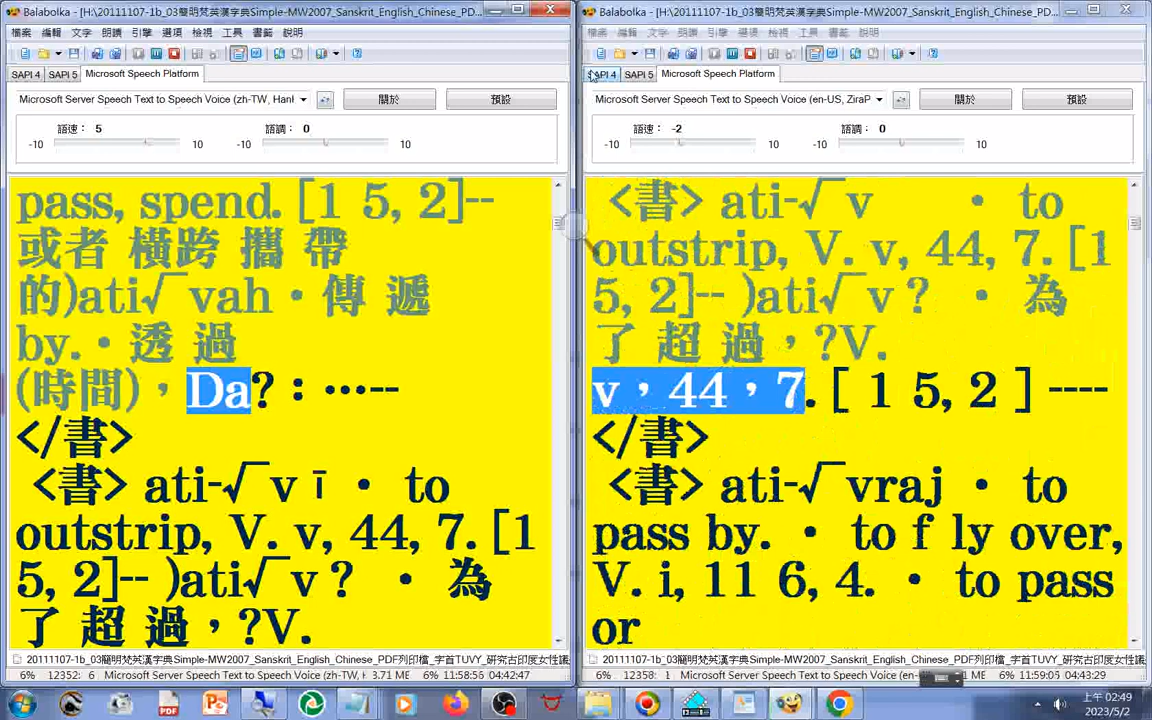 Balabolka - [H:\20111107-1b_03簡明梵英漢字典Simple-MW2007_Sanskrit_English_Chinese_PD...
檔案 編輯 文字 朗讀 引擎 選項 檢視 工具 書籤 說明
SAPI 4 SAPI 5 Microsoft Speech Platform
Microsoft Server Speech Text to Speech Voice (zh-TW, Hanl
關於 預設
語速： 5 語調： 0
-10 10 -10 10
pass, spend. [1 5, 2]--
或者 橫跨 攜 帶
的)ati√ vah • 傳 遞
by. • 透 過
(時間)，Da?：…--
</書>
<書> ati-√ v ī • to
outstrip, V. v, 44, 7. [1
5, 2]-- )ati√ v ? • 為
了 超 過，?V.
20111107-1b_03簡明梵英漢字典Simple-MW2007_Sanskrit_English_Chinese_PDF列印檔_字首TUVY_研究古印度女性議
6% 12352: 6 Microsoft Server Speech Text to Speech Voice (zh-TW, H 3.71 ME 6% 11:58:56 04:42:47
Balabolka - [H:\20111107-1b_03簡明梵英漢字典Simple-MW2007_Sanskrit_English_Chinese_PD...
檔案 編輯 文字 朗讀 引擎 選項 檢視 工具 書籤 說明
SAPI 4 SAPI 5 Microsoft Speech Platform
Microsoft Server Speech Text to Speech Voice (en-US, ZiraP
關於 預設
語速： -2 語調： 0
-10 10 -10 10
<書> ati-√ v • to
outstrip, V. v, 44, 7. [1
5, 2]-- )ati√ v ? • 為
了 超 過，?V.
v，44，7. [ 1 5, 2 ] ----
</書>
<書> ati-√ vraj • to
pass by. • to f ly over,
V. i, 11 6, 4. • to pass
or
20111107-1b_03簡明梵英漢字典Simple-MW2007_Sanskrit_English_Chinese_PDF列印檔_字首TUVY_研究古印度女性議
6% 12358: 1 Microsoft Server Speech Text to Speech Voice 6% 11:59:05 04:43:29
上午 02:49
2023/5/2